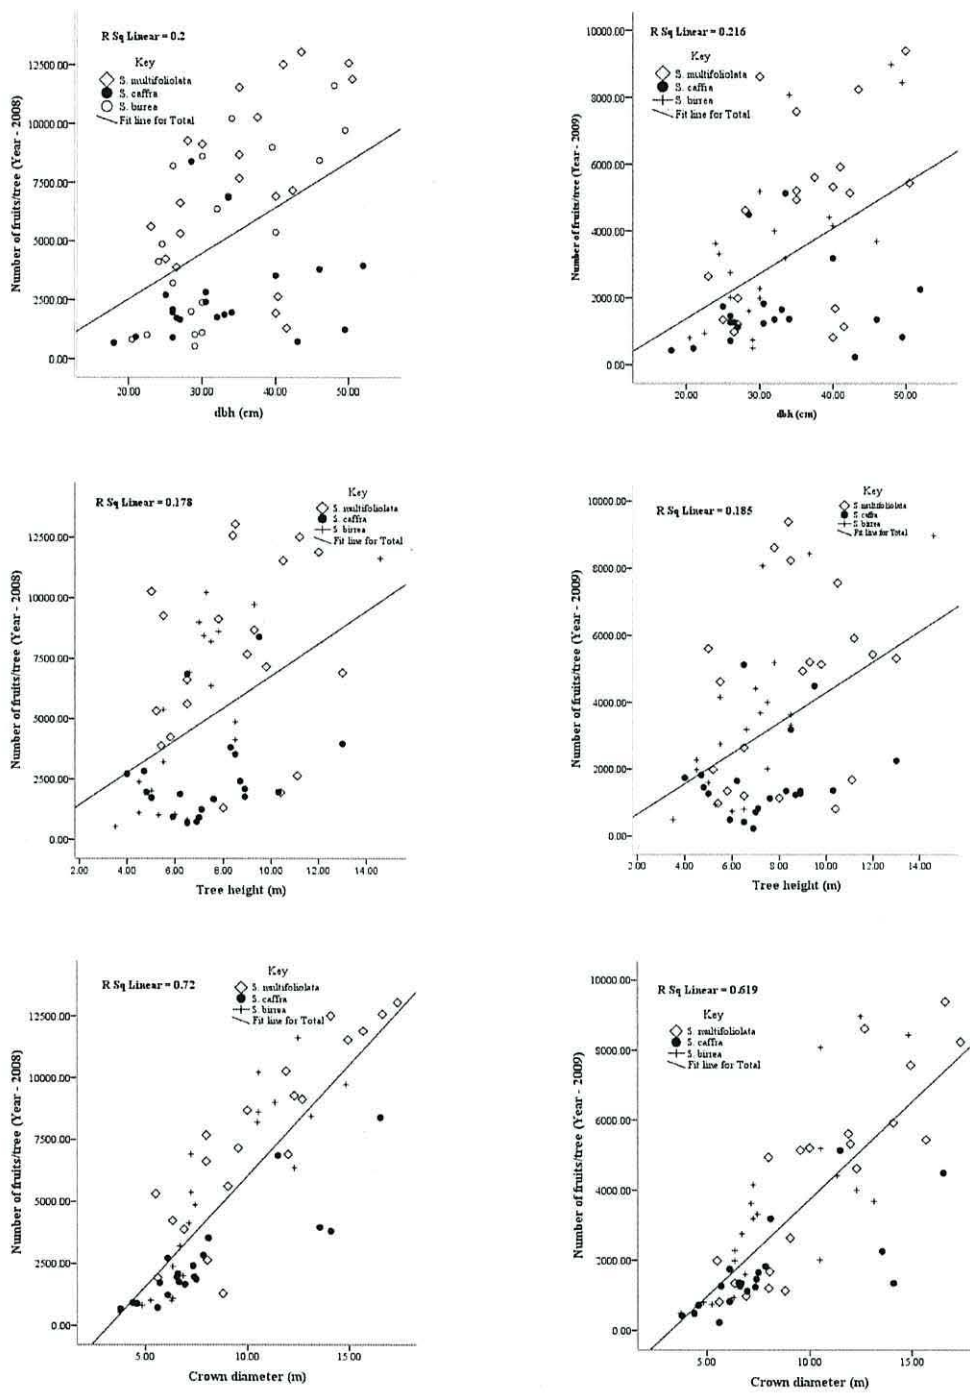 R Sq Linear = 0.2
Key
S. multifoliolata
S. caffra
S. burea
Fit line for Total
Number of fruits/tree (Year - 2008)
12500.00
10000.00
7500.00
5000.00
2500.00
0.00
20.00 30.00 40.00 50.00
dbh (cm)
R Sq Linear = 0.216
Key
S. multifoliolata
S. caffra
S. burea
Fit line for Total
Number of fruits/tree (Year - 2009)
10000.00
8000.00
6000.00
4000.00
2000.00
0.00
20.00 30.00 40.00 50.00
dbh (cm)
R Sq Linear = 0.178
Key
S. multifoliolata
S. caffra
S. birrea
Fit line for Total
Number of fruits/tree (Year - 2008)
12500.00
10000.00
7500.00
5000.00
2500.00
0.00
2.00 4.00 6.00 8.00 10.00 12.00 14.00
Tree height (m)
R Sq Linear = 0.185
Key
S. multifoliolata
S. caffra
S. birrea
Fit line for Total
Number of fruits/tree (Year - 2009)
10000.00
8000.00
6000.00
4000.00
2000.00
0.00
2.00 4.00 6.00 8.00 10.00 12.00 14.00
Tree height (m)
R Sq Linear = 0.72
Key
S. multifoliolata
S. caffra
S. birrea
Fit line for Total
Number of fruits/tree (Year - 2008)
12500.00
10000.00
7500.00
5000.00
2500.00
0.00
5.00 10.00 15.00
Crown diameter (m)
R Sq Linear = 0.619
Key
S. multifoliolata
S. caffra
S. birrea
Fit line for Total
Number of fruits/tree (Year - 2009)
10000.00
8000.00
6000.00
4000.00
2000.00
0.00
5.00 10.00 15.00
Crown diameter (m)